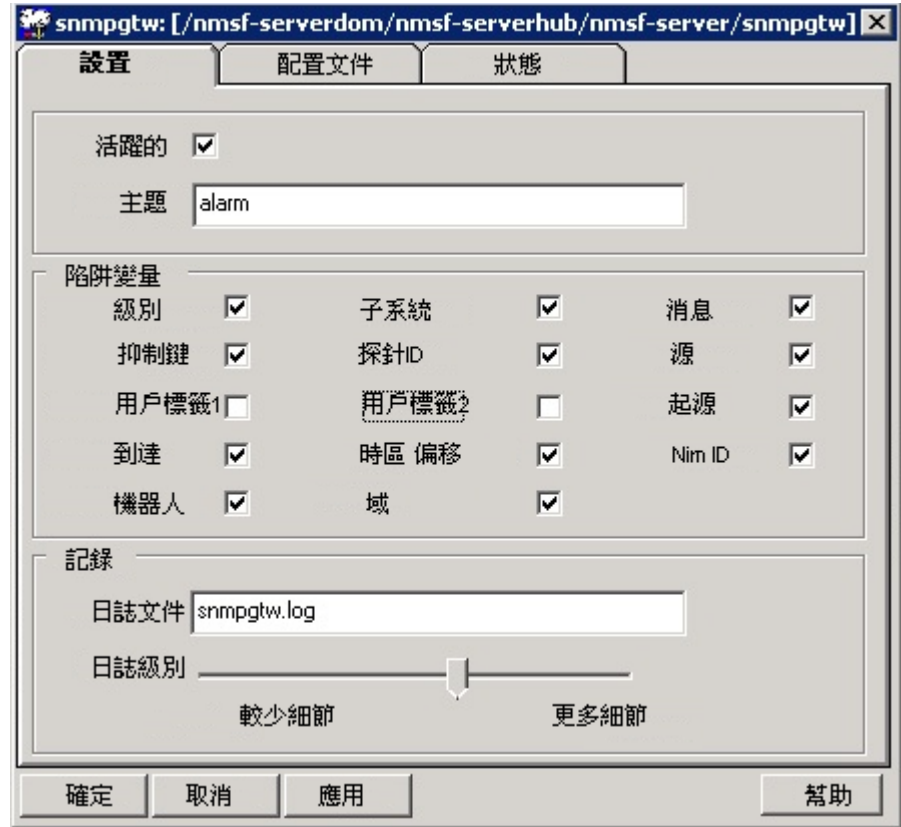 snmpgtw: [/nmsf-serverdom/nmsf-serverhub/nmsf-server/snmpgtw]
設置 配置文件 狀態
活躍的
主題 alarm
陷阱變量
級別 子系統 消息
抑制鍵 探針ID 源
用戶標籤1 用戶標籤2 起源
到達 時區 偏移 Nim ID
機器人 域
記錄
日誌文件 snmpgtw.log
日誌級別
較少細節 更多細節
確定 取消 應用 幫助